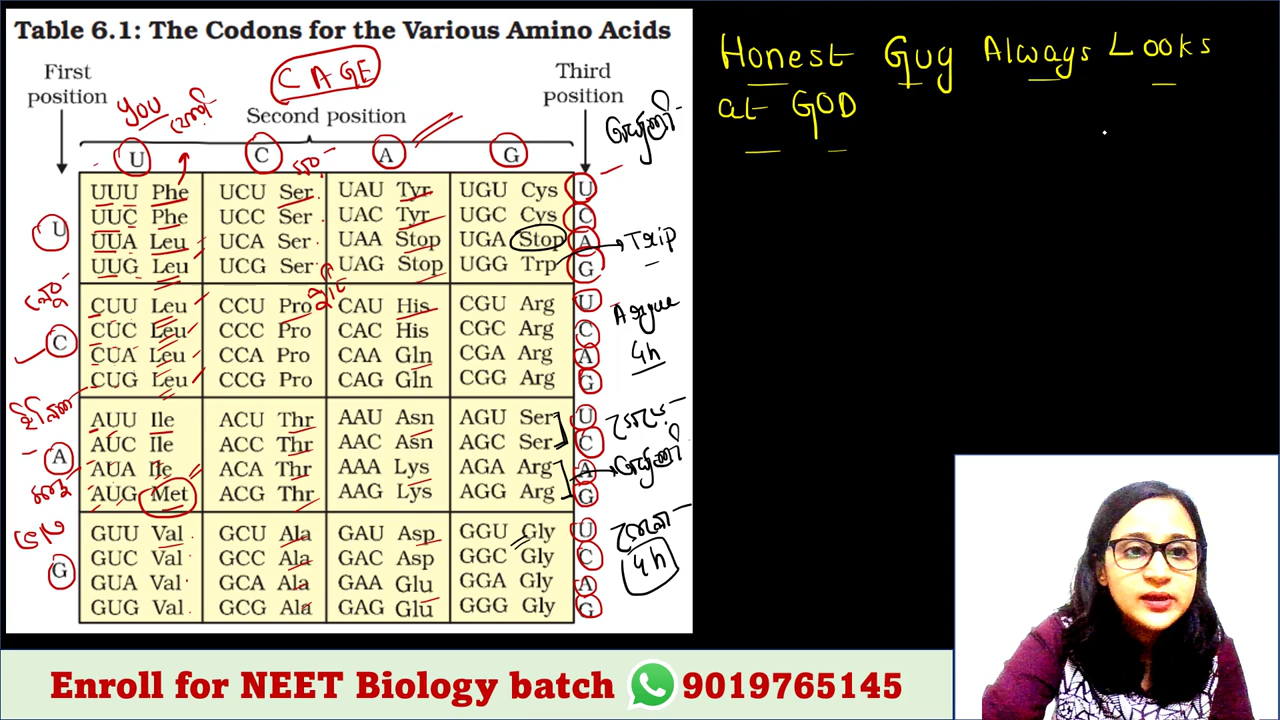 Table 6.1: The Codons for the Various Amino Acids
CAGE
First position
Third position
you
Second position
U C A G
U
UUU Phe UCU Ser UAU Tyr UGU Cys U
UUC Phe UCC Ser UAC Tyr UGC Cys C
UUA Leu UCA Ser UAA Stop UGA Stop A
UUG Leu UCG Ser UAG Stop UGG Trp G
C
CUU Leu CCU Pro CAU His CGU Arg U
CUC Leu CCC Pro CAC His CGC Arg C
CUA Leu CCA Pro CAA Gln CGA Arg A
CUG Leu CCG Pro CAG Gln CGG Arg G
A
AUU Ile ACU Thr AAU Asn AGU Ser U
AUC Ile ACC Thr AAC Asn AGC Ser C
AUA Ile ACA Thr AAA Lys AGA Arg A
AUG Met ACG Thr AAG Lys AGG Arg G
G
GUU Val GCU Ala GAU Asp GGU Gly U
GUC Val GCC Ala GAC Asp GGC Gly C
GUA Val GCA Ala GAA Glu GGA Gly A
GUG Val GCG Ala GAG Glu GGG Gly G
Trip
Argue
4h
4h
Honest Guy Always Looks
at GOD
Enroll for NEET Biology batch 9019765145